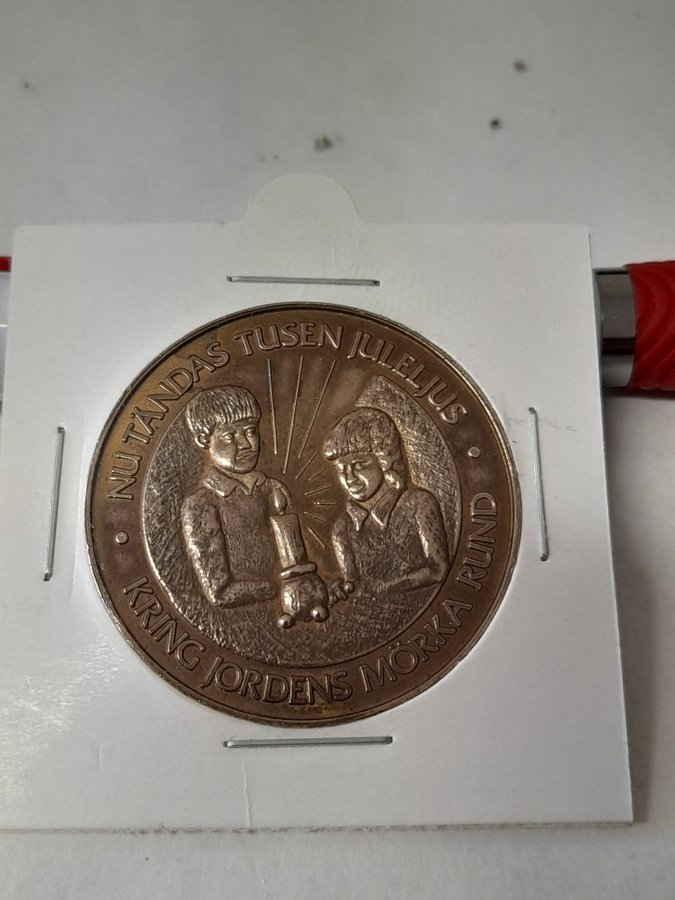 NU TÄNDAS TUSEN JULELJUS
KRING JORDENS MÖRKA RUND